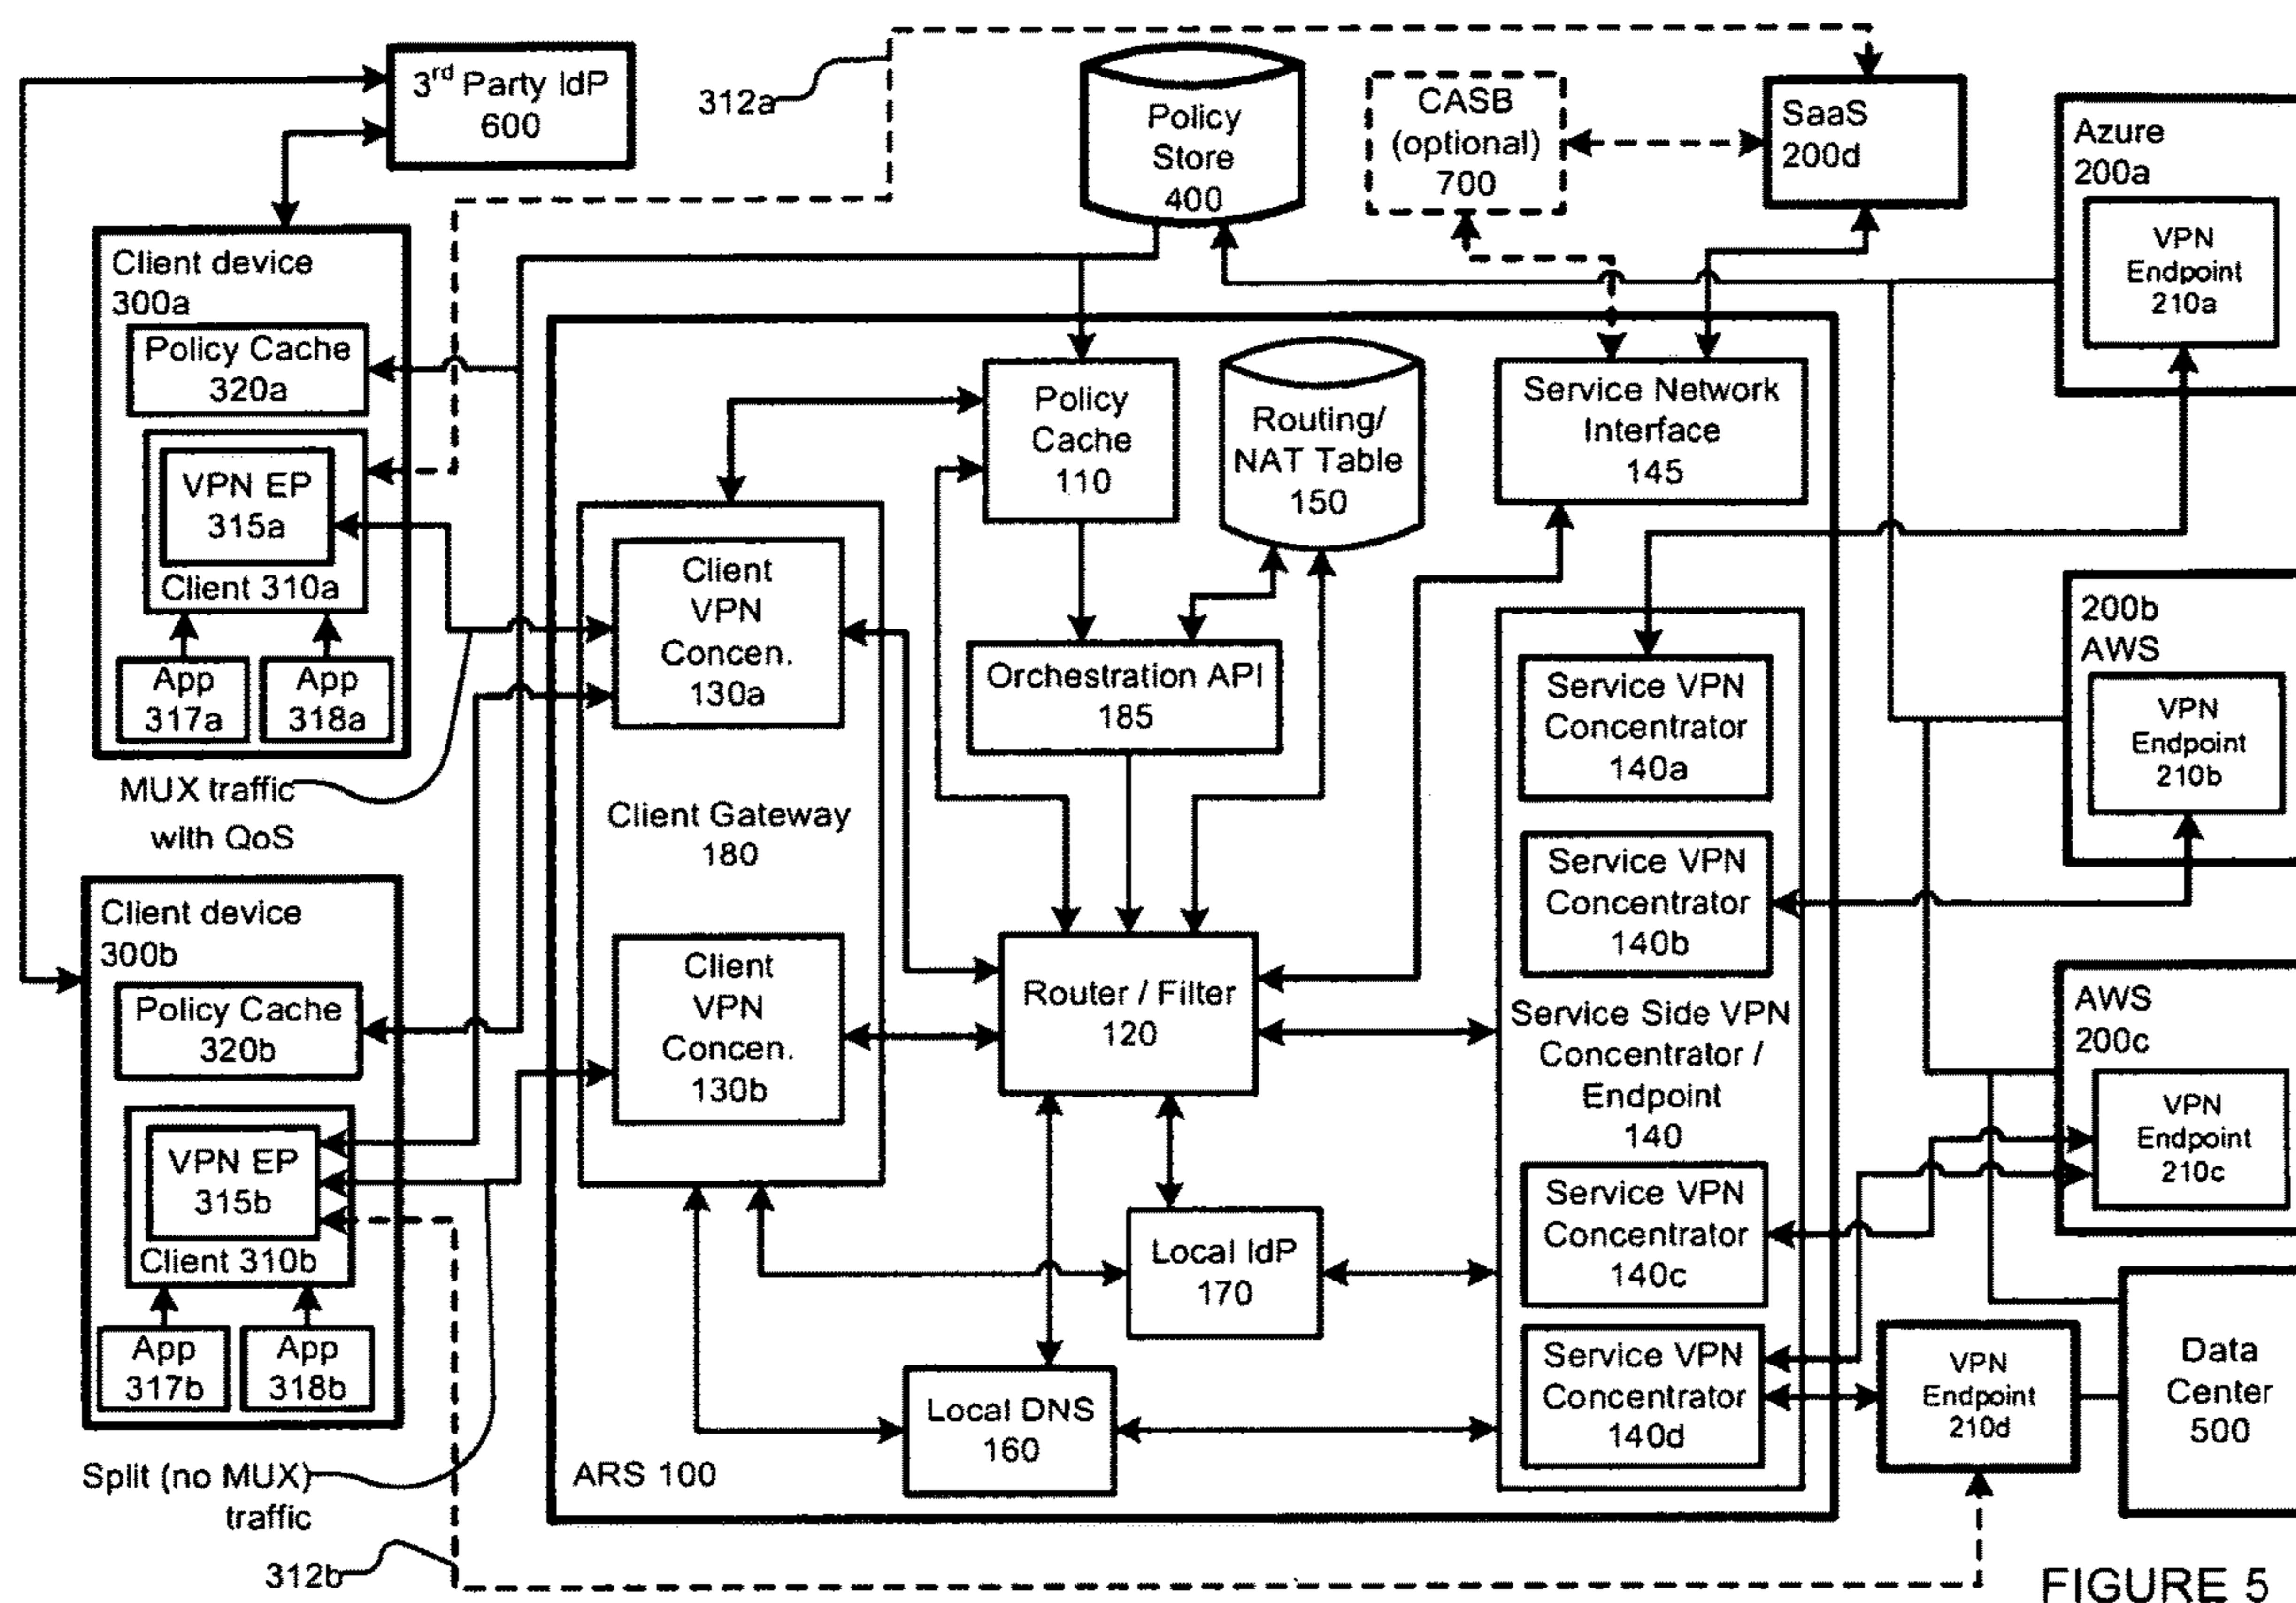 3rd Party IdP
600
312a
Policy
Store
400
CASB
(optional)
700
SaaS
200d
Azure
200a
VPN
Endpoint
210a
Client device
300a
Policy Cache
320a
VPN EP
315a
Client 310a
App
317a
App
318a
MUX traffic
with QoS
Client device
300b
Policy Cache
320b
VPN EP
315b
Client 310b
App
317b
App
318b
Split (no MUX)
traffic
312b
Client
VPN
Concen.
130a
Client Gateway
180
Client
VPN
Concen.
130b
ARS 100
Policy
Cache
110
Routing/
NAT Table
150
Orchestration API
185
Router / Filter
120
Local IdP
170
Local DNS
160
Service Network
Interface
145
Service VPN
Concentrator
140a
Service VPN
Concentrator
140b
Service Side VPN
Concentrator /
Endpoint
140
Service VPN
Concentrator
140c
Service VPN
Concentrator
140d
200b
AWS
VPN
Endpoint
210b
AWS
200c
VPN
Endpoint
210c
VPN
Endpoint
210d
Data
Center
500
FIGURE 5